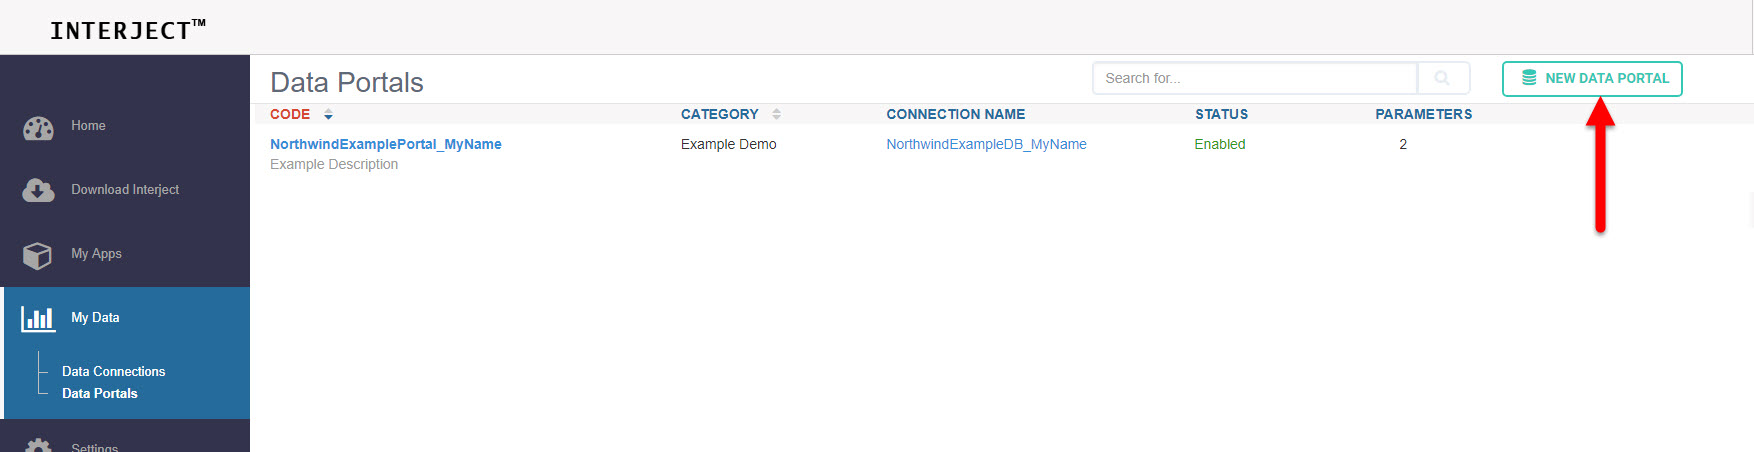 INTERJECT™
Data Portals
Search for...
NEW DATA PORTAL
CODE CATEGORY CONNECTION NAME STATUS PARAMETERS
NorthwindExamplePortal_MyName Example Demo NorthwindExampleDB_MyName Enabled 2
Example Description
Home
Download Interject
My Apps
My Data
Data Connections
Data Portals
Settings